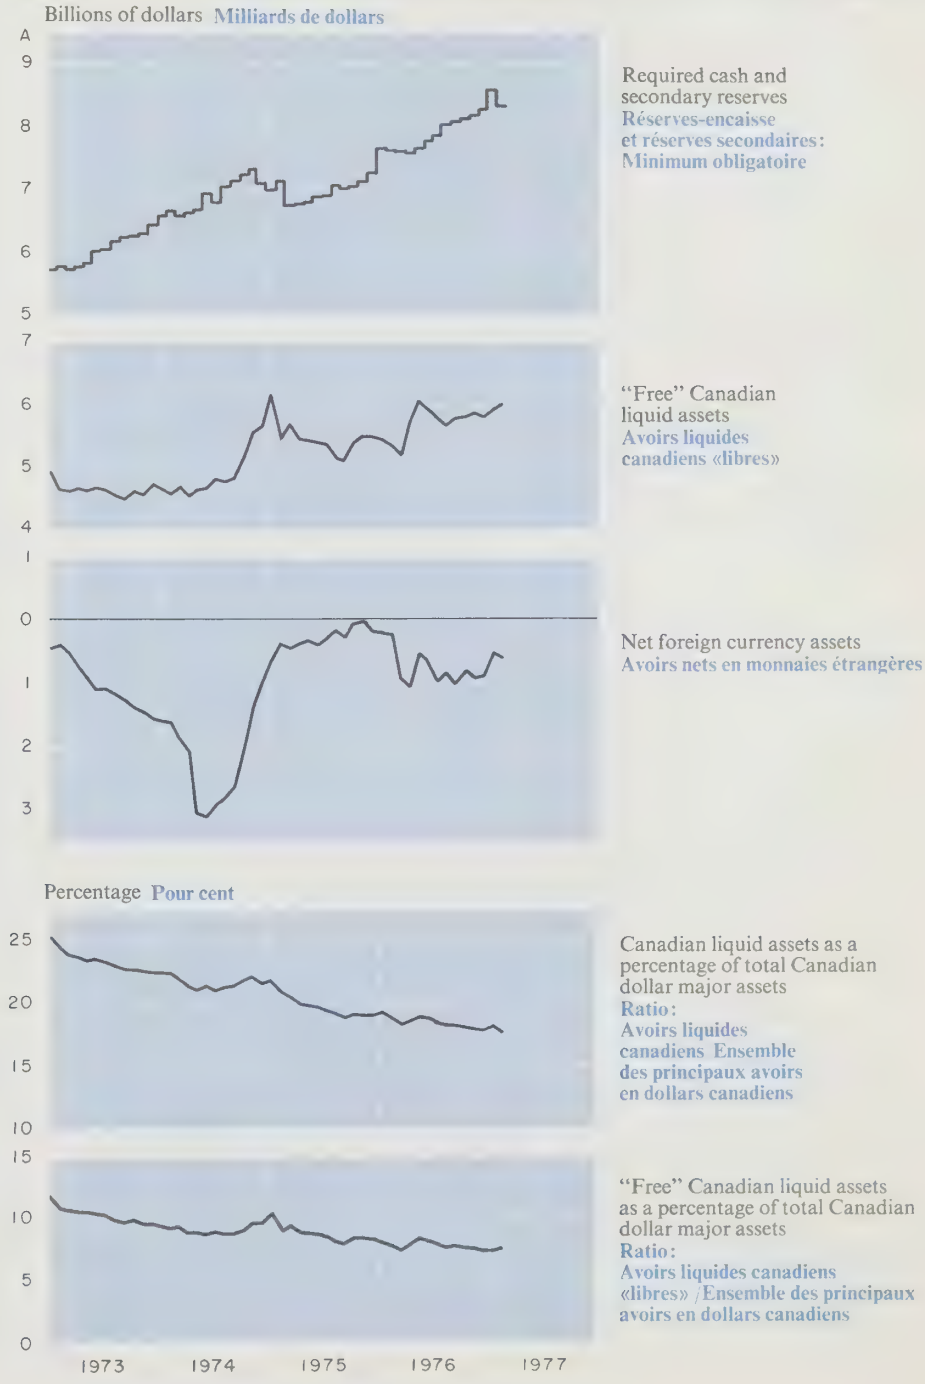 Billions of dollars Milliards de dollars
A
9
8
7
6
5
Required cash and
secondary reserves
Réserves-encaisse
et réserves secondaires:
Minimum obligatoire
7
6
5
4
"Free" Canadian
liquid assets
Avoirs liquides
canadiens «libres»
1
0
1
2
3
Net foreign currency assets
Avoirs nets en monnaies étrangères
Percentage Pour cent
25
20
15
10
Canadian liquid assets as a
percentage of total Canadian
dollar major assets
Ratio:
Avoirs liquides
canadiens Ensemble
des principaux avoirs
en dollars canadiens
15
10
5
0
"Free" Canadian liquid assets
as a percentage of total Canadian
dollar major assets
Ratio:
Avoirs liquides canadiens
«libres» / Ensemble des principaux
avoirs en dollars canadiens
1973 1974 1975 1976 1977